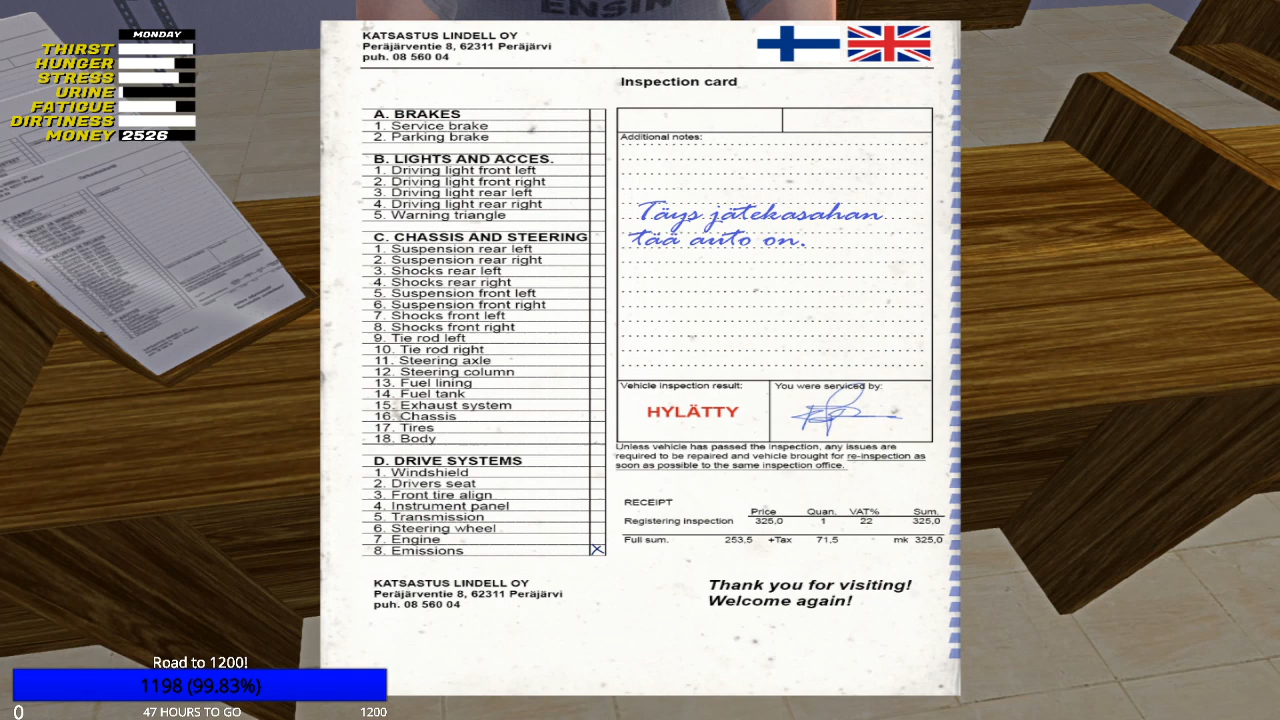 ENSIN
MONDAY
THIRST
HUNGER
STRESS
URINE
FATIGUE
DIRTINESS
MONEY 2526
KATSASTUS LINDELL OY
Peräjärventie 8, 62311 Peräjärvi
puh. 08 560 04
Inspection card
A. BRAKES
1. Service brake
2. Parking brake
B. LIGHTS AND ACCES.
1. Driving light front left
2. Driving light front right
3. Driving light rear left
4. Driving light rear right
5. Warning triangle
C. CHASSIS AND STEERING
1. Suspension rear left
2. Suspension rear right
3. Shocks rear left
4. Shocks rear right
5. Suspension front left
6. Suspension front right
7. Shocks front left
8. Shocks front right
9. Tie rod left
10. Tie rod right
11. Steering axle
12. Steering column
13. Fuel lining
14. Fuel tank
15. Exhaust system
16. Chassis
17. Tires
18. Body
D. DRIVE SYSTEMS
1. Windshield
2. Drivers seat
3. Front tire align
4. Instrument panel
5. Transmission
6. Steering wheel
7. Engine
8. Emissions
KATSASTUS LINDELL OY
Peräjärventie 8, 62311 Peräjärvi
puh. 08 560 04
Additional notes:
Täys jätekasahan
tää auto on.
Vehicle inspection result:
HYLÄTTY
You were serviced by:
Unless vehicle has passed the inspection, any issues are
required to be repaired and vehicle brought for re-inspection as
soon as possible to the same inspection office.
RECEIPT
Price Quan. VAT% Sum.
Registering inspection 325,0 1 22 325,0
Full sum. 253,5 +Tax 71,5 - mk 325,0
Thank you for visiting!
Welcome again!
Road to 1200!
1198 (99.83%)
0 47 HOURS TO GO 1200